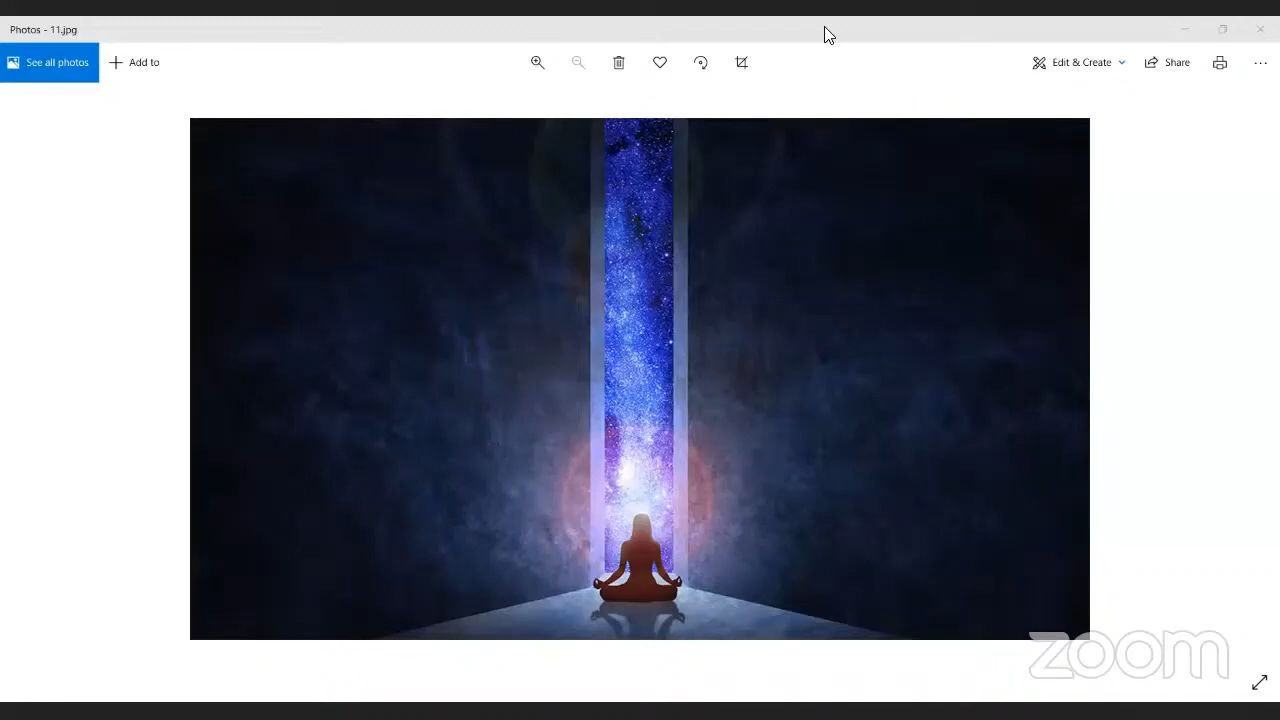 Photos - 11.jpg
See all photos
Add to
Edit & Create
Share
zoom